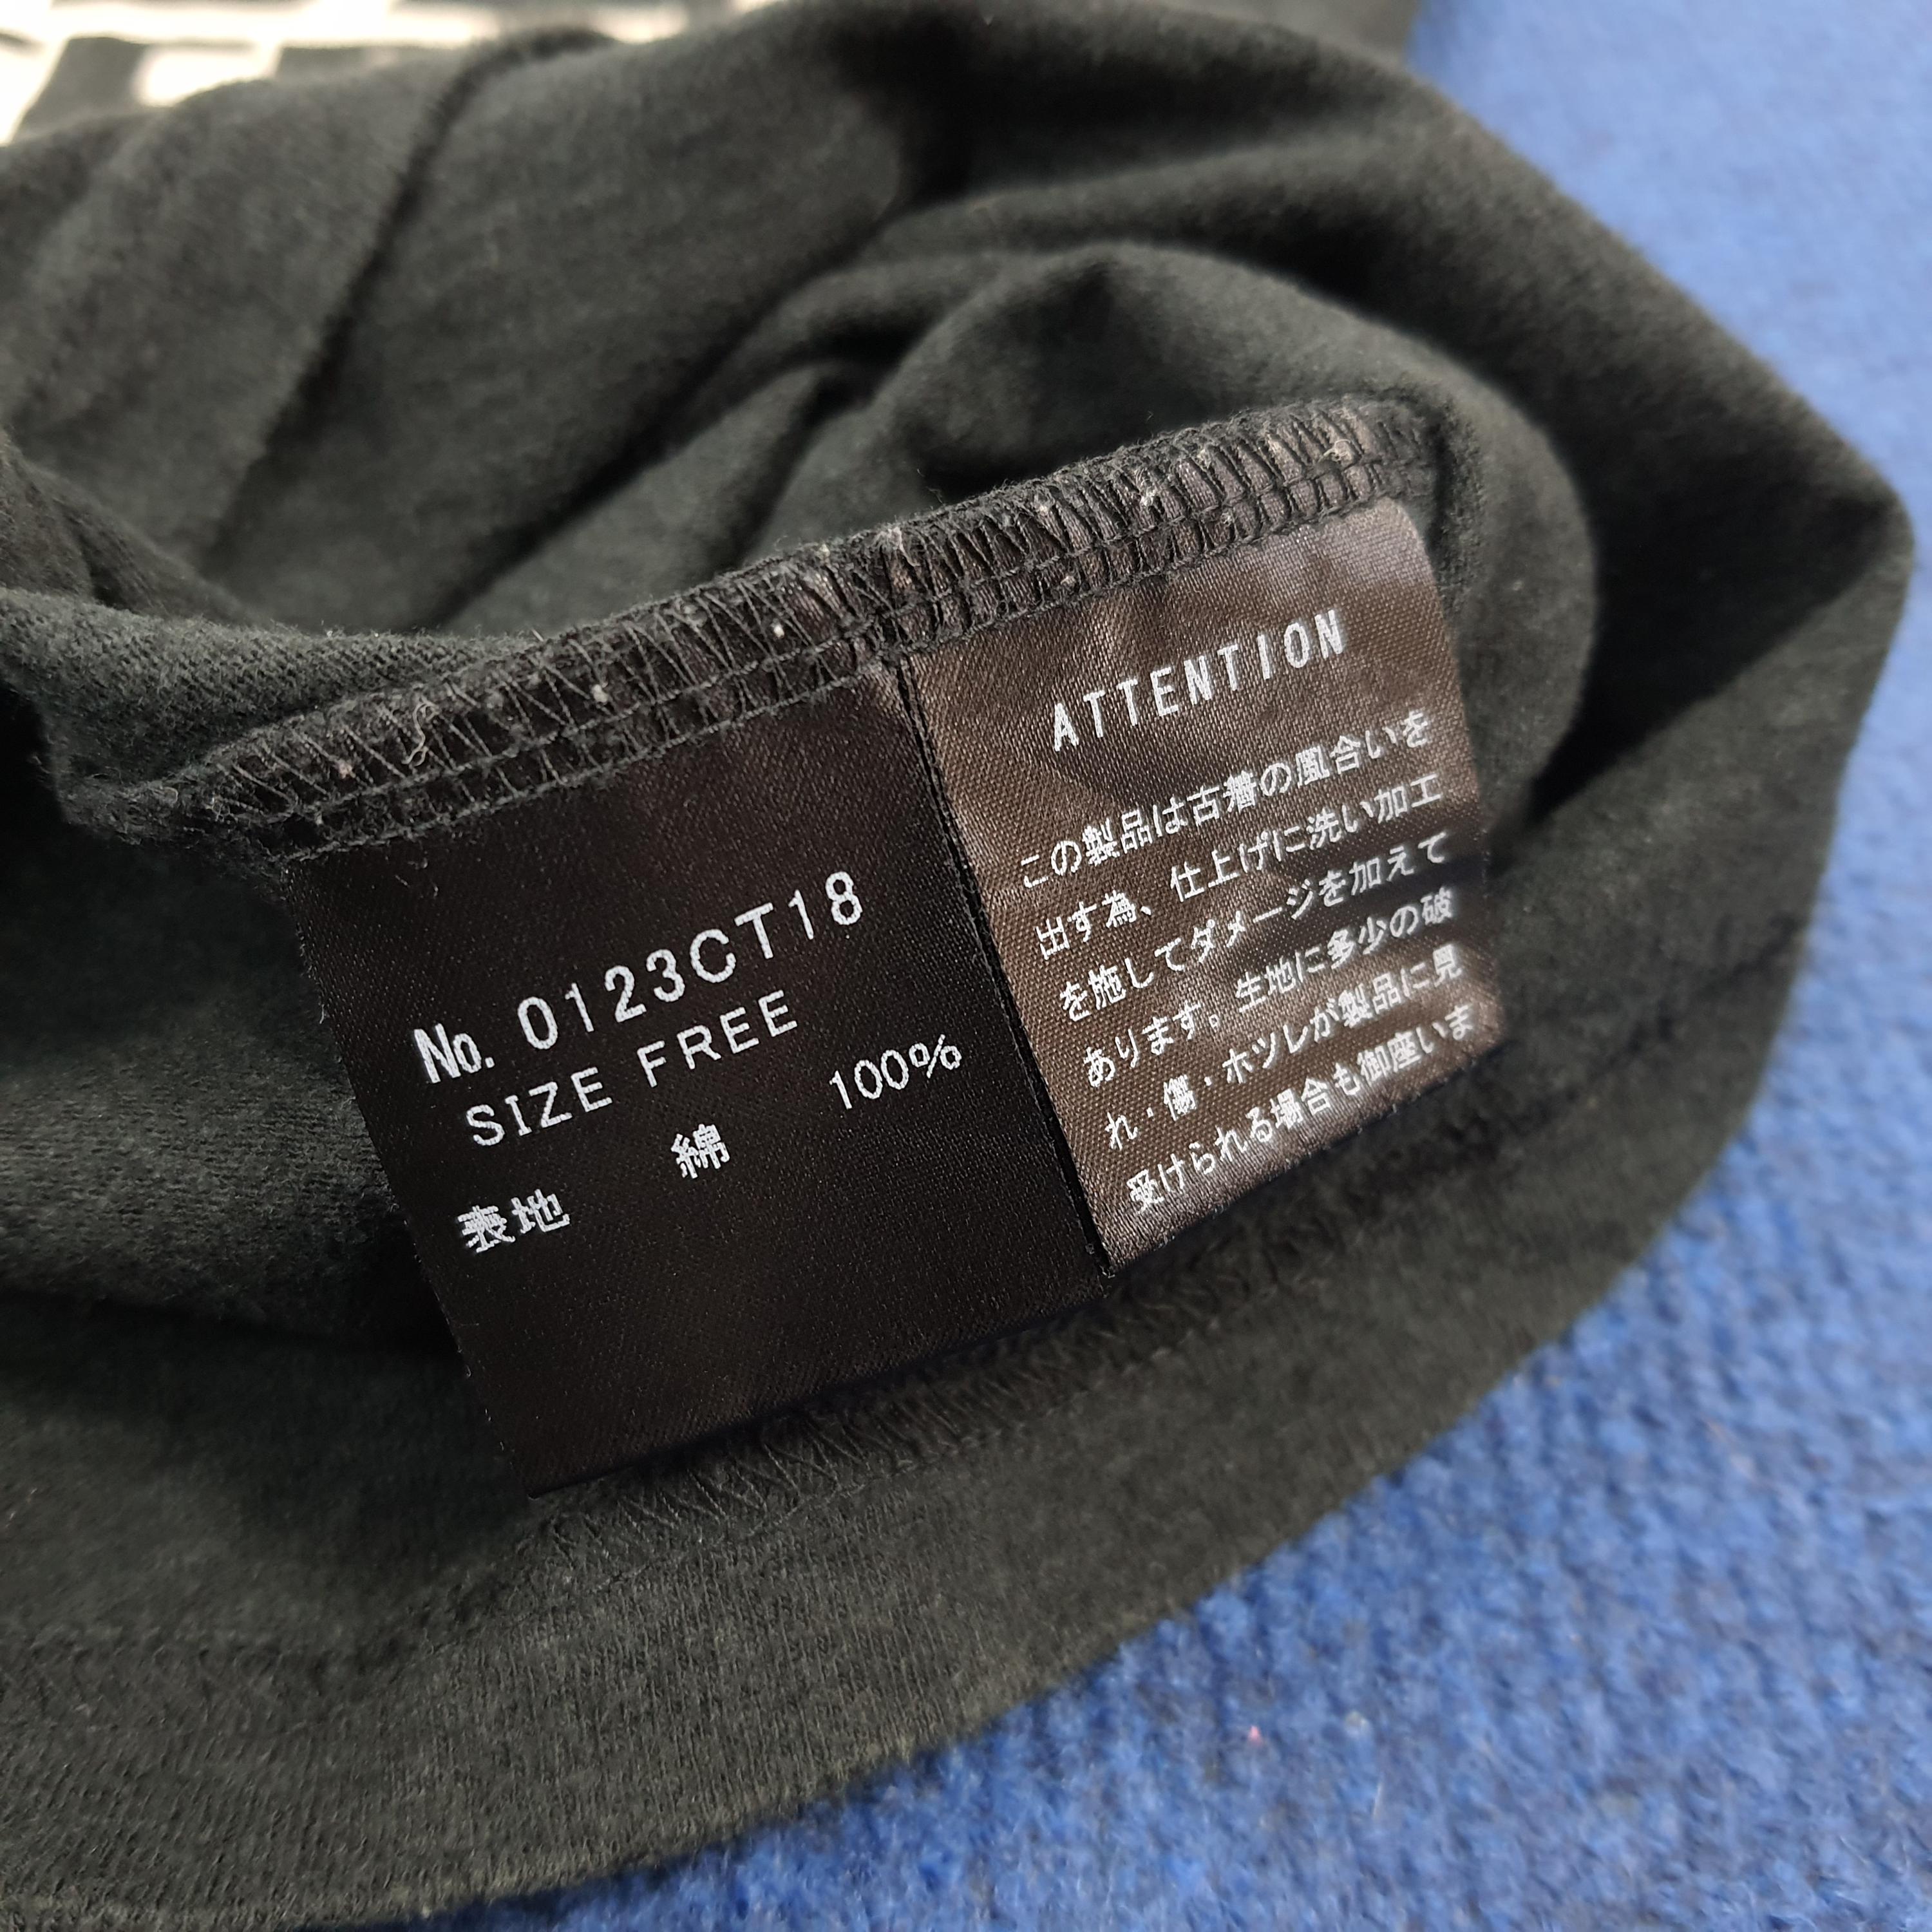 No. 0123CT18
SIZE FREE
綿 100%
表地
ATTENTION
この製品は古着の風合いを
出す為、仕上げに洗い加工
を施してダメージを加えて
あります。生地に多少の破
れ・傷・ホツレが製品に見
受けられる場合も御座いま